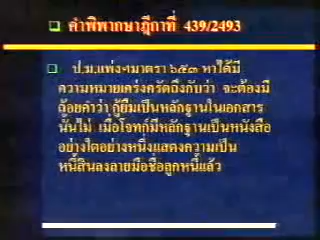 คำพิพากษาฎีกาที่ 439/2493
ป.พ.แพ่งฯมาตรา ๖๕๓ หาได้มี
ความหมายเคร่งครัดถึงกับว่า จะต้องมี
ถ้อยคำว่า กู้ยืมเป็นหลักฐานในเอกสาร
นั้นไม่ เมื่อโจทก์มีหลักฐานเป็นหนังสือ
อย่างใดอย่างหนึ่งแสดงความเป็น
หนี้สินลงลายมือชื่อลูกหนี้แล้ว